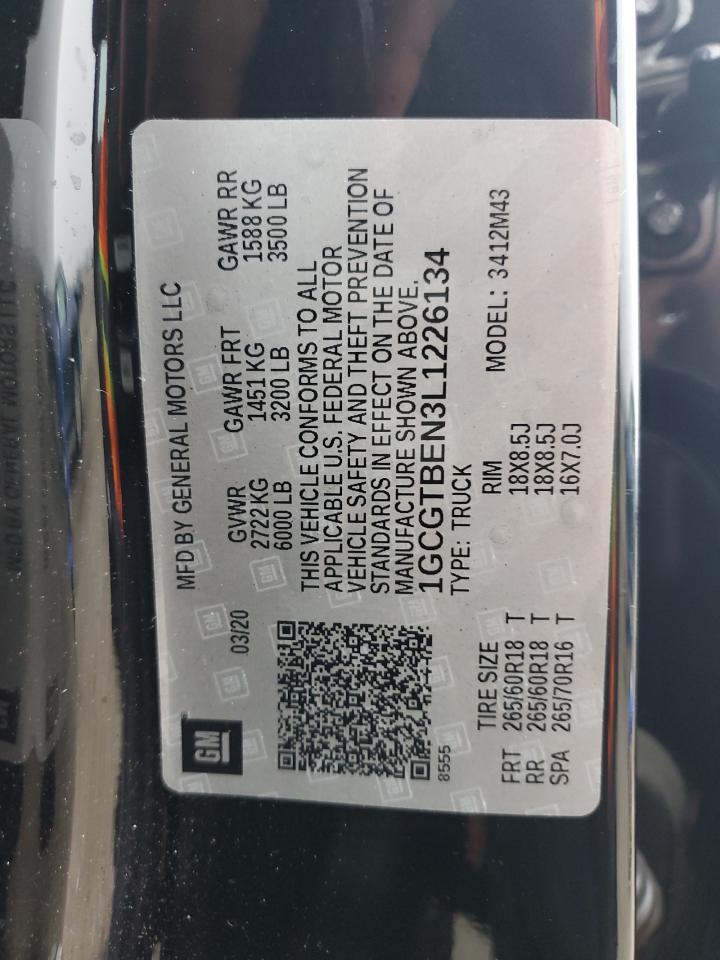 GM
03/20
MFD BY GENERAL MOTORS LLC
GVWR GAWR FRT GAWR RR
2722KG 1451 KG 1588 KG
6000 LB 3200 LB 3500 LB
THIS VEHICLE CONFORMS TO ALL
APPLICABLE U.S. FEDERAL MOTOR
VEHICLE SAFETY AND THEFT PREVENTION
STANDARDS IN EFFECT ON THE DATE OF
MANUFACTURE SHOWN ABOVE.
1GCGTBEN3L1226134
8555
TYPE: TRUCK
TIRE SIZE RIM MODEL: 3412M43
FRT 265/60R18 T 18X8.5J
RR 265/60R18 T 18X8.5J
SPA 265/70R16 T 16X7.0J